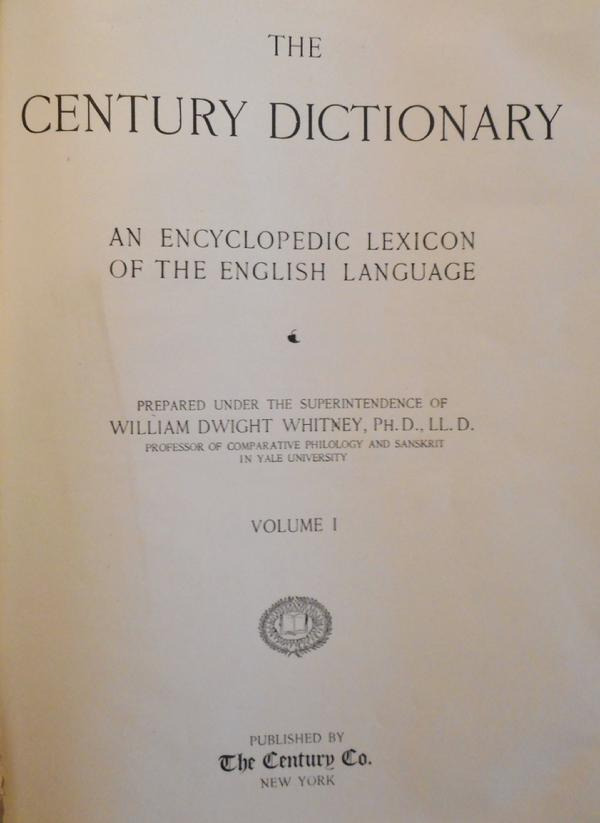 THE
CENTURY DICTIONARY
AN ENCYCLOPEDIC LEXICON
OF THE ENGLISH LANGUAGE
PREPARED UNDER THE SUPERINTENDENCE OF
WILLIAM DWIGHT WHITNEY, PH.D., LL.D.
PROFESSOR OF COMPARATIVE PHILOLOGY AND SANSKRIT
IN YALE UNIVERSITY
VOLUME I
PUBLISHED BY
The Century Co.
NEW YORK